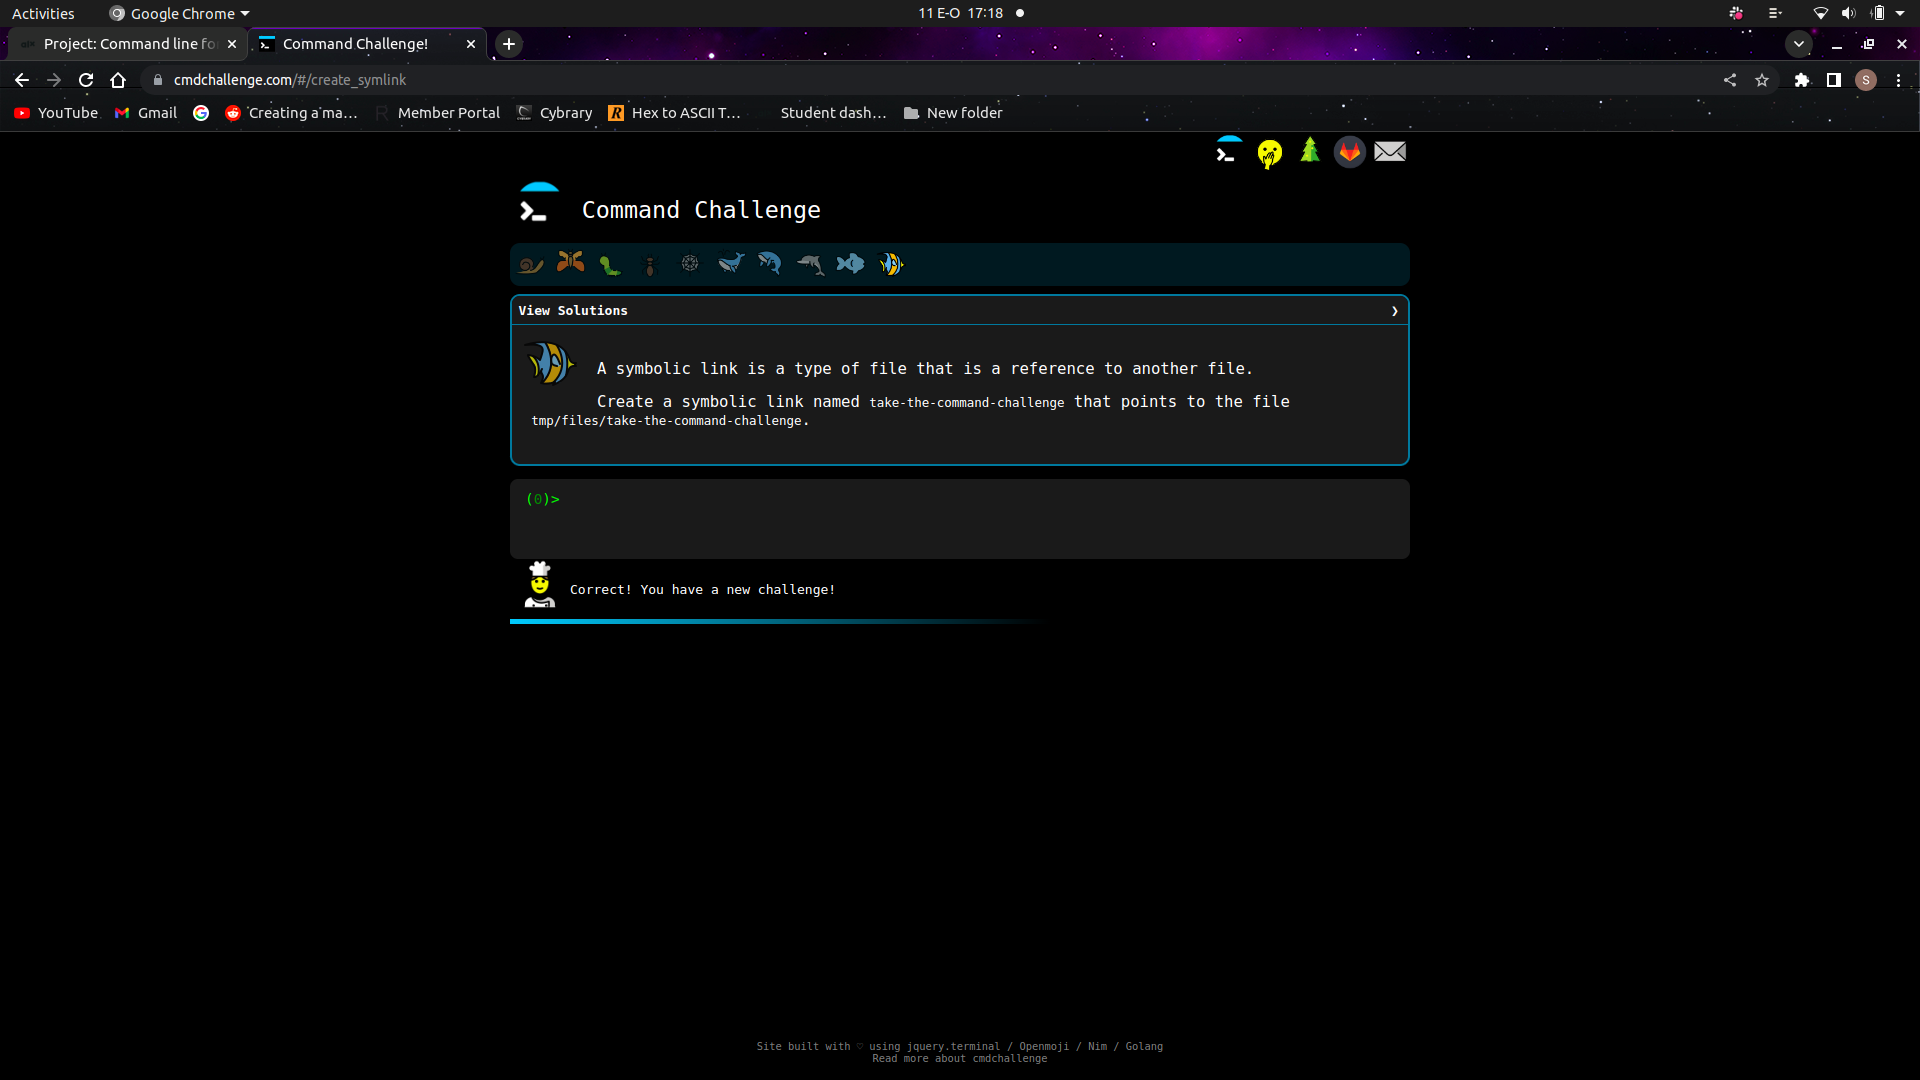 Activities
Google Chrome
11 Ε-Ο 17:18
Project: Command line fo
Command Challenge!
cmdchallenge.com/#/create_symlink
S
YouTube
Gmail
Creating a ma…
Member Portal
Cybrary
Hex to ASCII T…
Student dash…
New folder
Command Challenge
View Solutions
A symbolic link is a type of file that is a reference to another file.
Create a symbolic link named take-the-command-challenge that points to the file
tmp/files/take-the-command-challenge.
(0)>
Correct! You have a new challenge!
Site built with ♡ using jquery.terminal / Openmoji / Nim / Golang
Read more about cmdchallenge